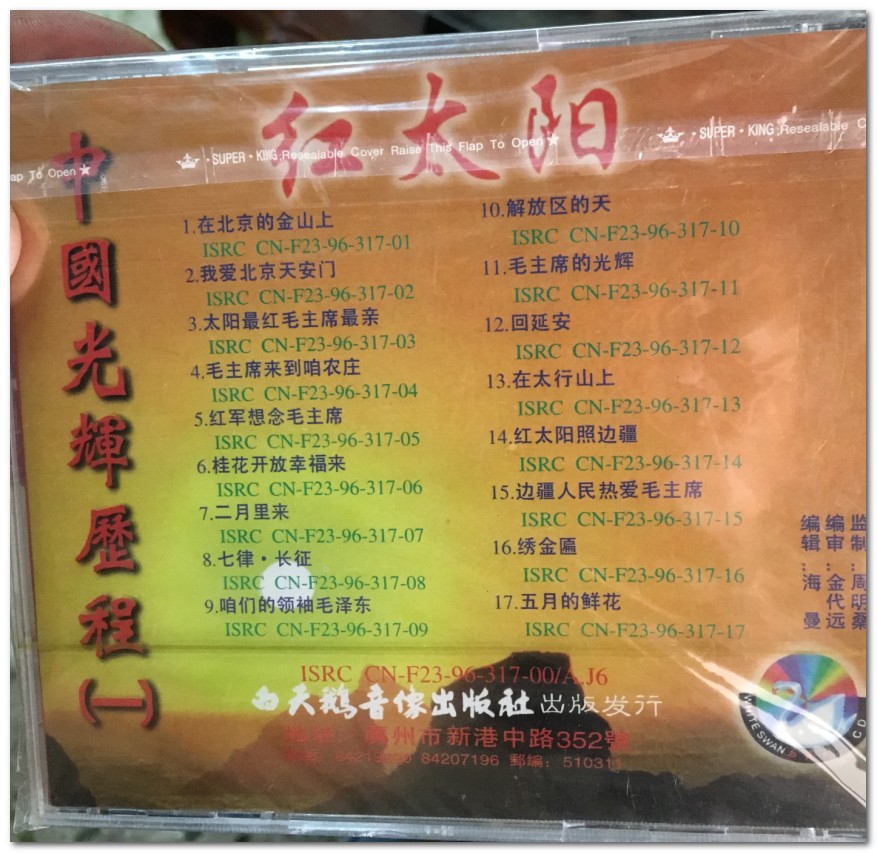 红太阳
ap To Open★
·SUPER·KING·Resealable Cover Raise This Flap To Open★
·SUPER·KING·Resealable C
中國光輝歷程(一)
1.在北京的金山上
ISRC CN-F23-96-317-01
2.我爱北京天安门
ISRC CN-F23-96-317-02
3.太阳最红毛主席最亲
ISRC CN-F23-96-317-03
4.毛主席来到咱农庄
ISRC CN-F23-96-317-04
5.红军想念毛主席
ISRC CN-F23-96-317-05
6.桂花开放幸福来
ISRC CN-F23-96-317-06
7.二月里来
ISRC CN-F23-96-317-07
8.七律·长征
ISRC CN-F23-96-317-08
9.咱们的领袖毛泽东
ISRC CN-F23-96-317-09
10.解放区的天
ISRC CN-F23-96-317-10
11.毛主席的光辉
ISRC CN-F23-96-317-11
12.回延安
ISRC CN-F23-96-317-12
13.在太行山上
ISRC CN-F23-96-317-13
14.红太阳照边疆
ISRC CN-F23-96-317-14
15.边疆人民热爱毛主席
ISRC CN-F23-96-317-15
16.绣金匾
ISRC CN-F23-96-317-16
17.五月的鲜花
ISRC CN-F23-96-317-17
监制:周明桑
编审:金代远
编辑:海曼
ISRC CN-F23-96-317-00/A.J6
白天鹅音像出版社出版发行
廣州市新港中路352號
84207196 郵編:510311
WHITE SWAN
CD